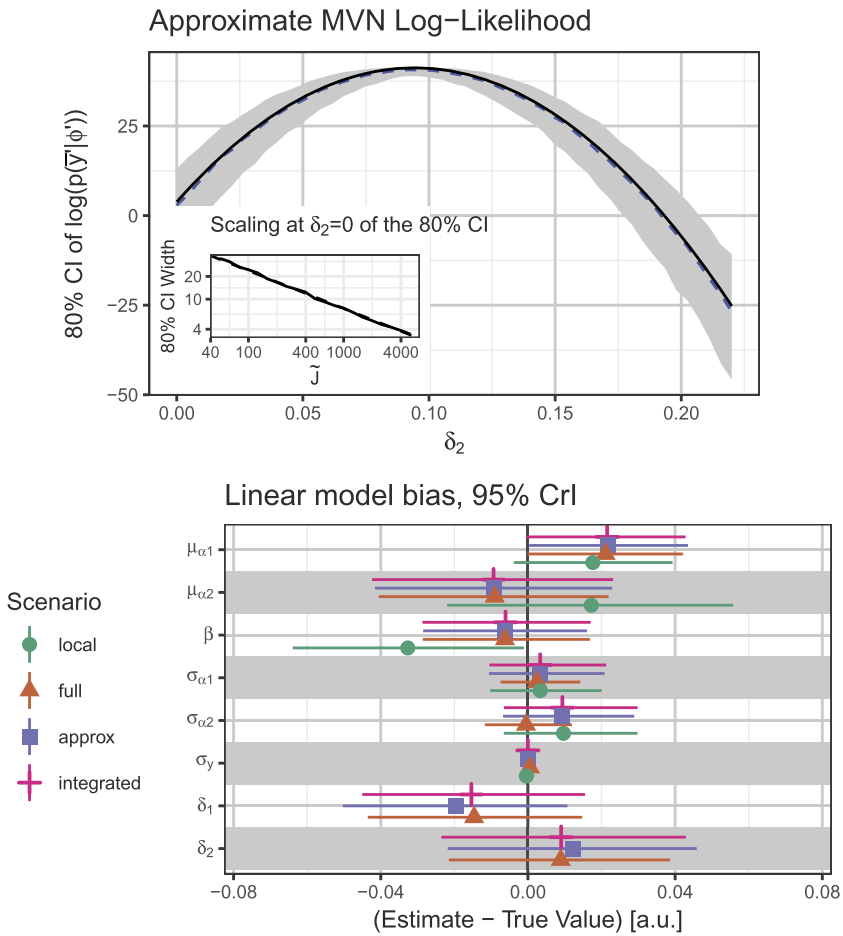 Approximate MVN Log−Likelihood
80% CI of log(p(y̅'|ϕ'))
25
0
−25
−50
Scaling at δ₂=0 of the 80% CI
80% CI Width
20
10
4
40 100 400 1000 4000
J̃
0.00 0.05 0.10 0.15 0.20
δ₂
Linear model bias, 95% CrI
Scenario
local
full
approx
integrated
μα1
μα2
β
σα1
σα2
σy
δ₁
δ₂
−0.08 −0.04 0.00 0.04 0.08
(Estimate − True Value) [a.u.]